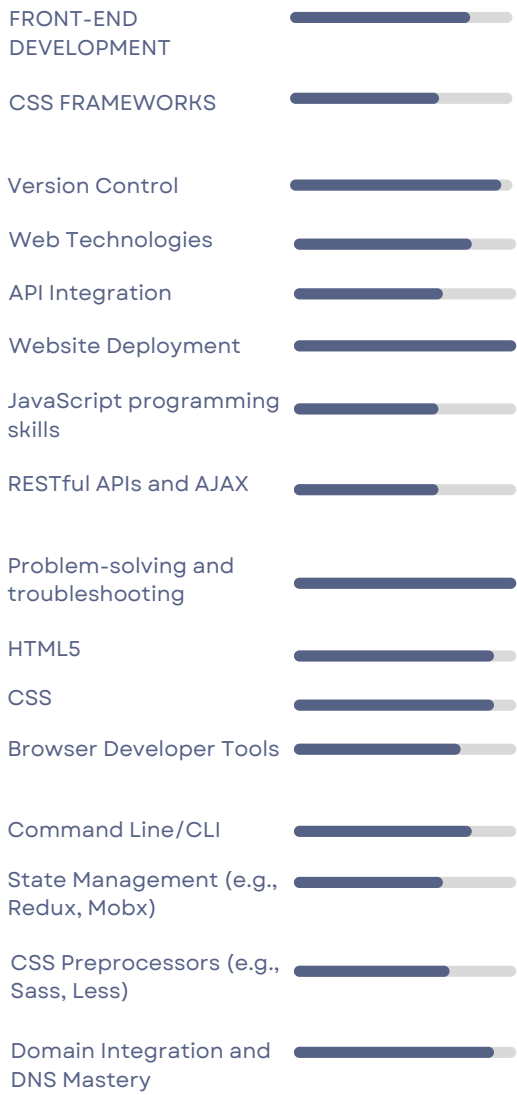 FRONT-END
DEVELOPMENT
CSS FRAMEWORKS
Version Control
Web Technologies
API Integration
Website Deployment
JavaScript programming
skills
RESTful APIs and AJAX
Problem-solving and
troubleshooting
HTML5
CSS
Browser Developer Tools
Command Line/CLI
State Management (e.g.,
Redux, Mobx)
CSS Preprocessors (e.g.,
Sass, Less)
Domain Integration and
DNS Mastery